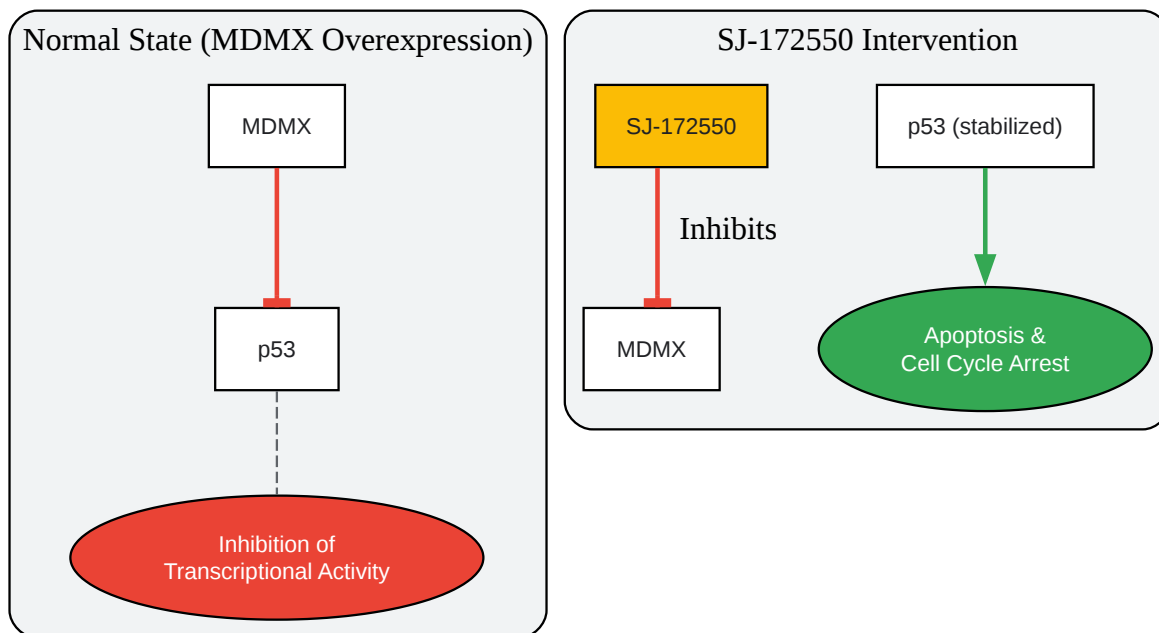 Normal State (MDMX Overexpression)
MDMX
p53
Inhibition of
Transcriptional Activity
SJ-172550 Intervention
SJ-172550
p53 (stabilized)
Inhibits
MDMX
Apoptosis &
Cell Cycle Arrest